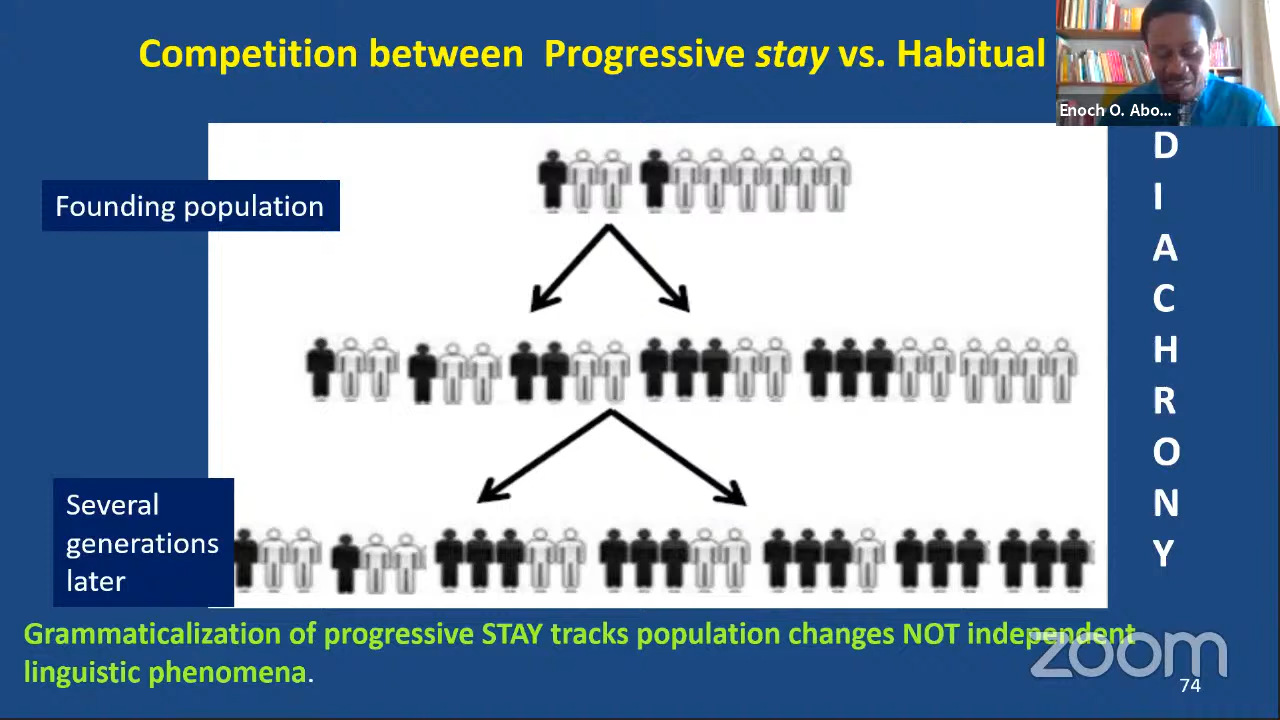 Competition between Progressive stay vs. Habitual
Enoch O. Abo...
Founding population
Several
generations
later
D
I
A
C
H
R
O
N
Y
Grammaticalization of progressive STAY tracks population changes NOT independent
linguistic phenomena.
zoom
74